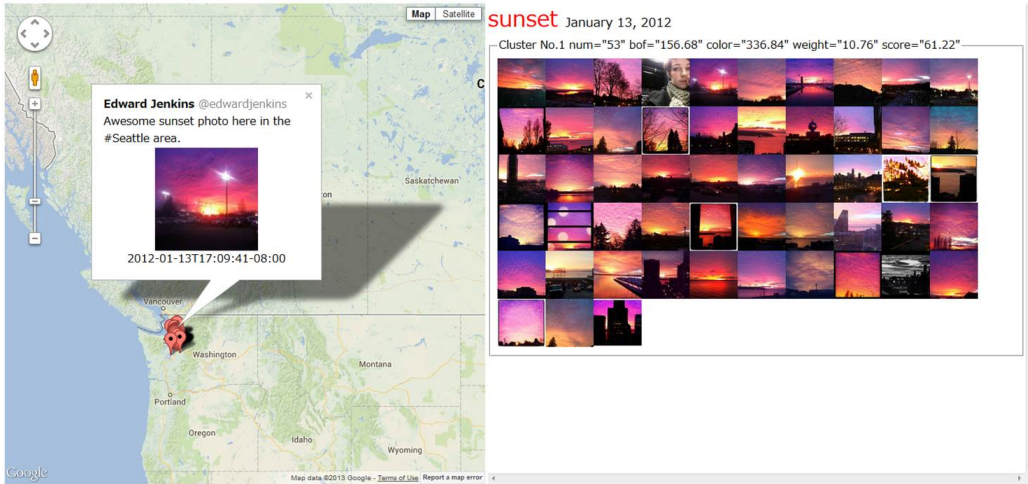 Map Satellite
Edward Jenkins @edwardjenkins ×
Awesome sunset photo here in the
#Seattle area.
2012-01-13T17:09:41-08:00
C
Saskatchewan
on
Vancouver
Washington
Montana
Portland
Oregon
Idaho
Wyoming
Google
Map data ©2013 Google - Terms of Use Report a map error
sunset January 13, 2012
Cluster No.1 num="53" bof="156.68" color="336.84" weight="10.76" score="61.22"